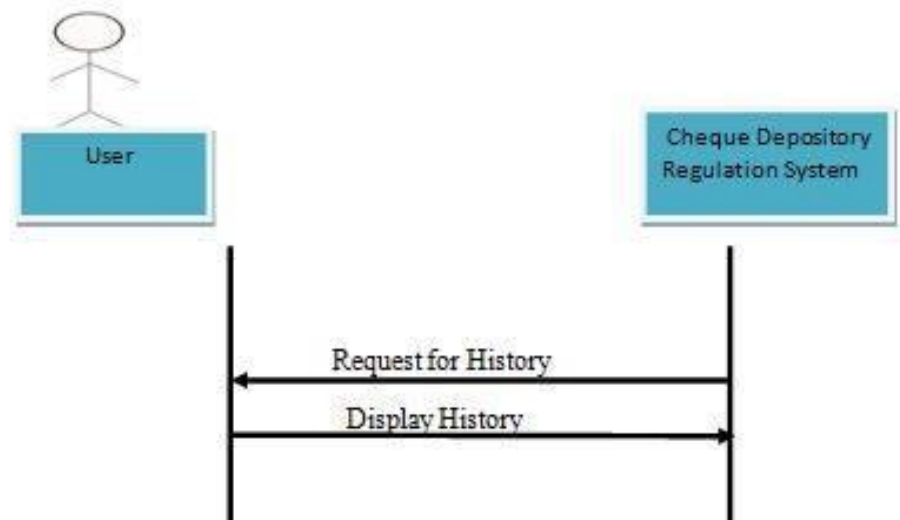 User
Cheque Depository
Regulation System
Request for History
Display History